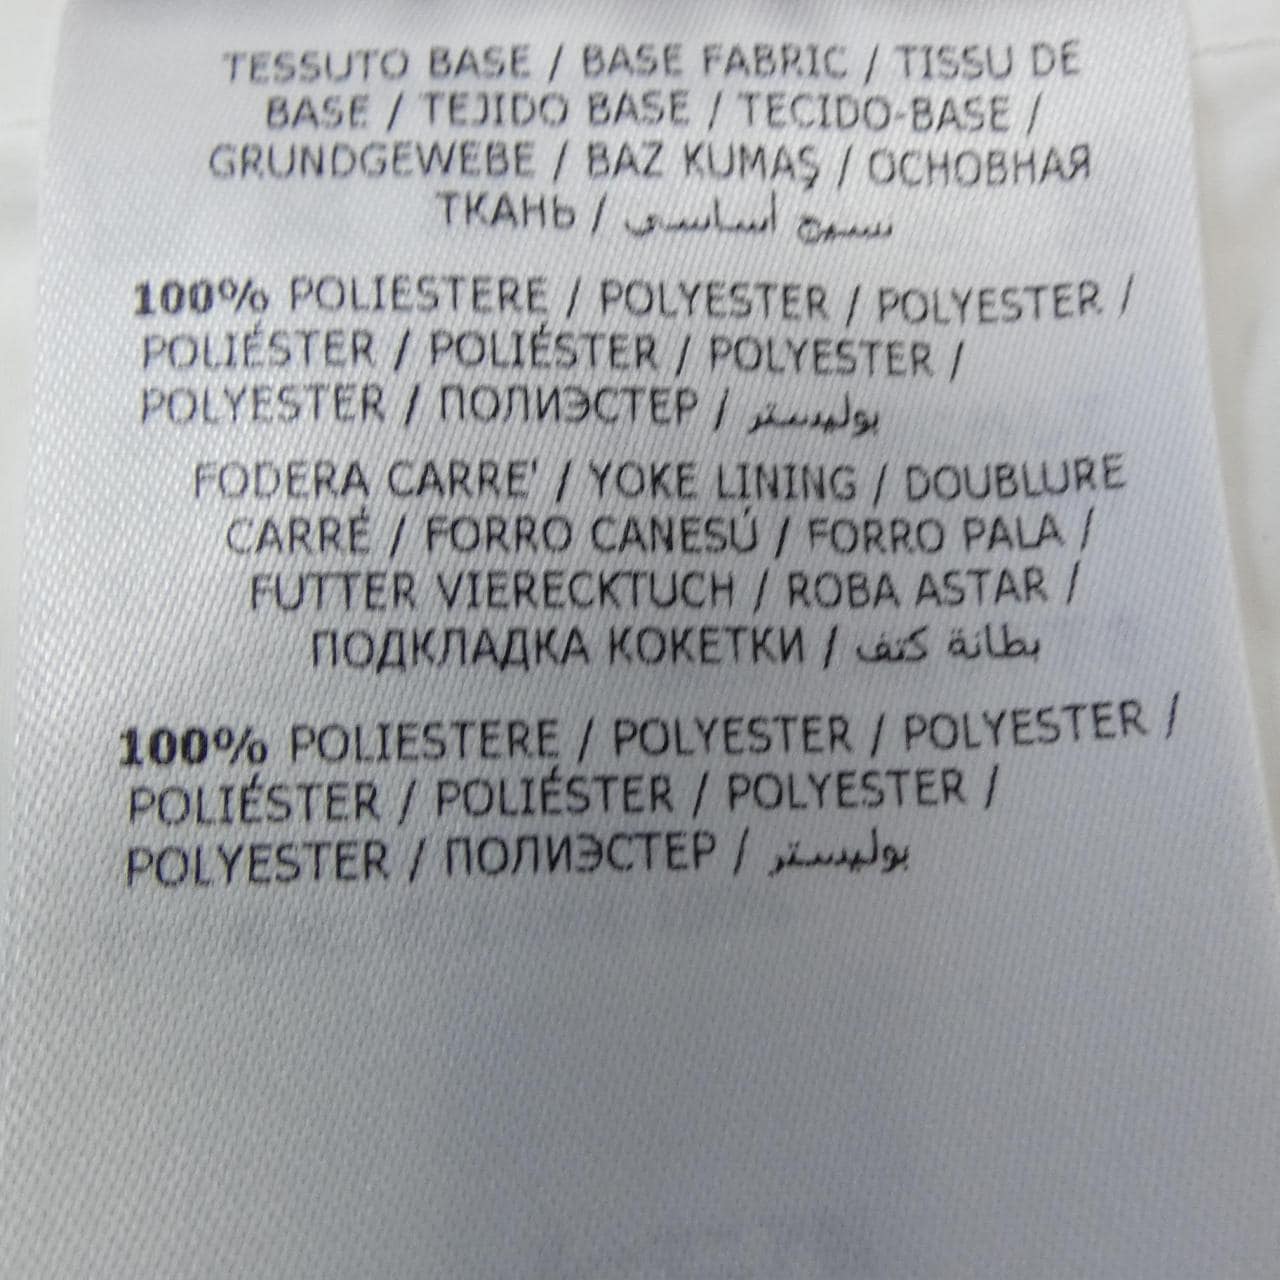 TESSUTO BASE / BASE FABRIC / TISSU DE
BASE / TEJIDO BASE / TECIDO-BASE /
GRUNDGEWEBE / BAZ KUMAŞ / ОСНОВНАЯ
ТКАНЬ / نسيج أساسي
100% POLIESTERE / POLYESTER / POLYESTER /
POLIÉSTER / POLIÉSTER / POLYESTER /
POLYESTER / ПОЛИЭСТЕР / بوليستر
FODERA CARRE' / YOKE LINING / DOUBLURE
CARRÉ / FORRO CANESÚ / FORRO PALA /
FUTTER VIERECKTUCH / ROBA ASTAR /
ПОДКЛАДКА КОКЕТКИ / بطانة كتف
100% POLIESTERE / POLYESTER / POLYESTER /
POLIÉSTER / POLIÉSTER / POLYESTER /
POLYESTER / ПОЛИЭСТЕР / بوليستر